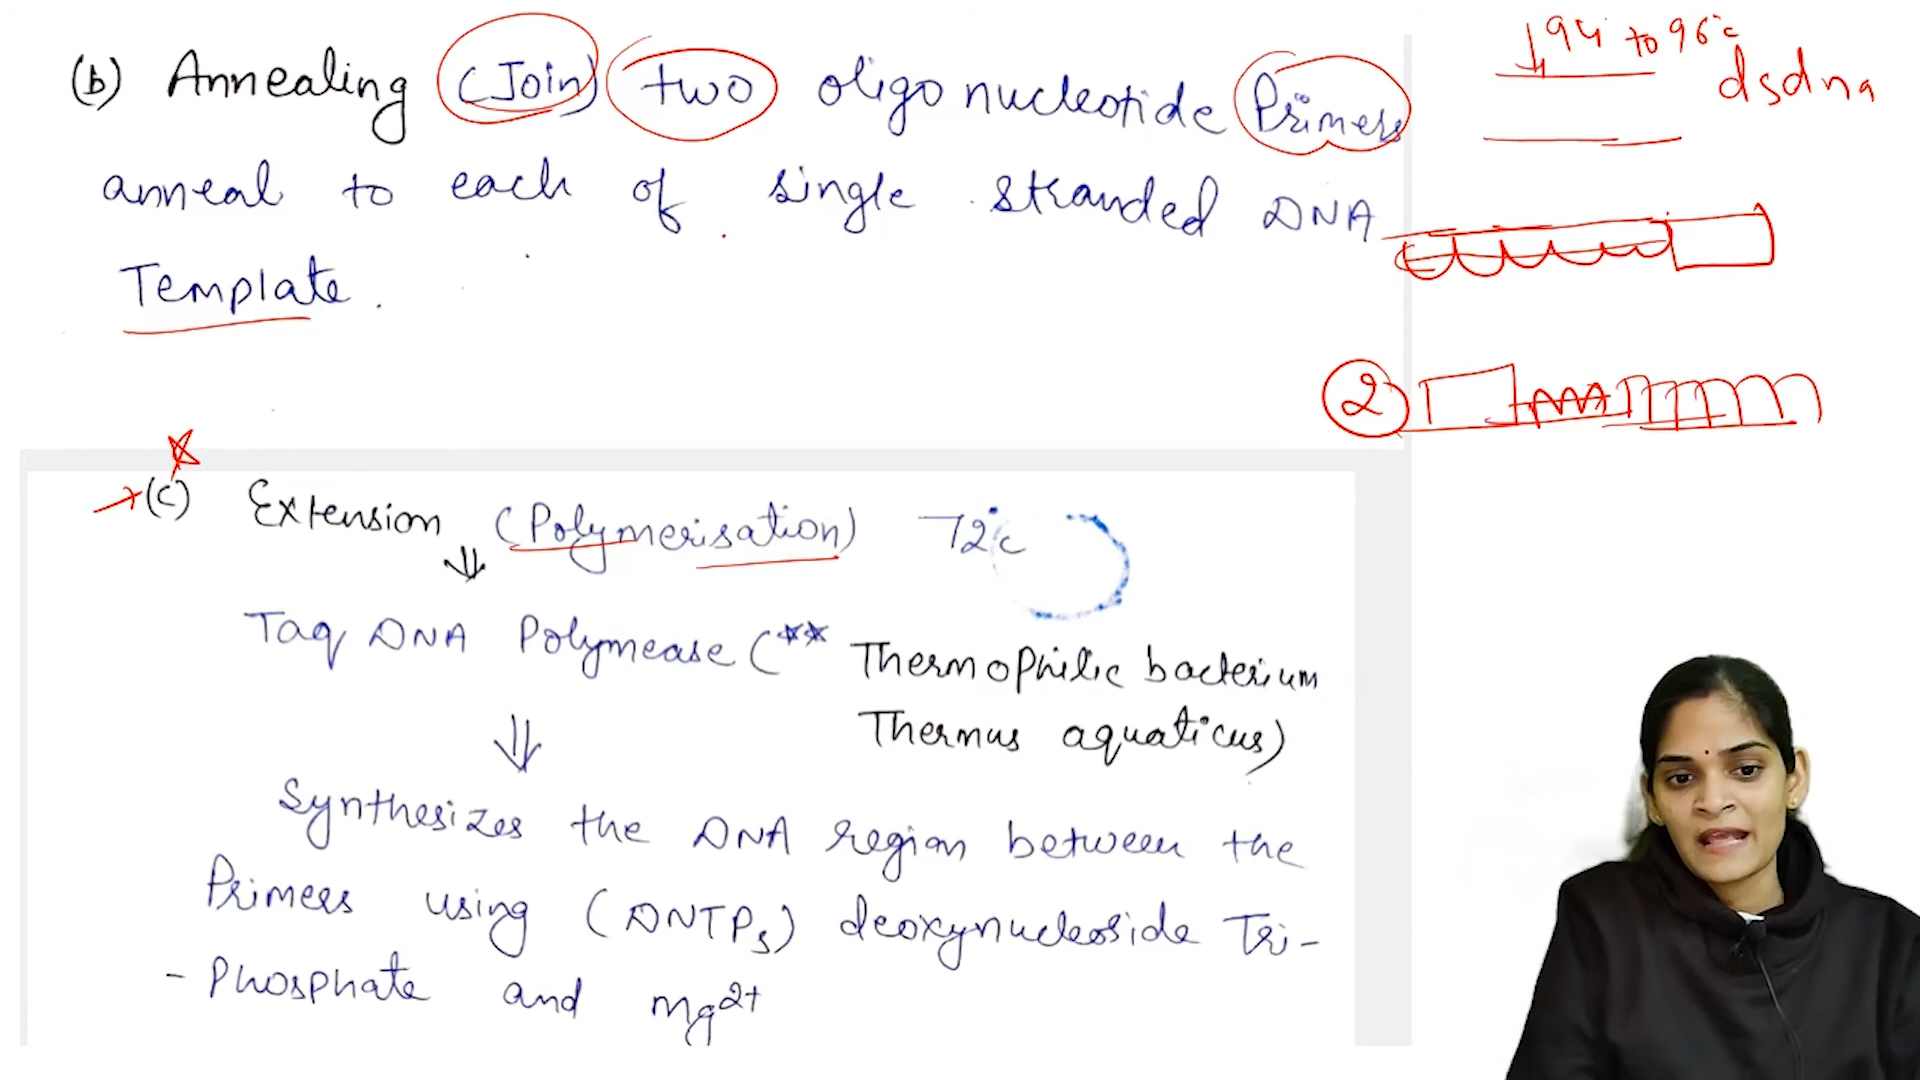 (b) Annealing (Join) two oligo nucleotide Primers
anneal to each of single stranded DNA
Template.
94 to 96°c
dsdna
2
(c) Extension (Polymerisation) 72°c
Taq DNA Polymease (** Thermophilic bacterium
Thermus aquaticus)
Synthesizes the DNA region between the
Primers using (DNTPs) deoxynucleoside Tri-
- Phosphate and mg2+